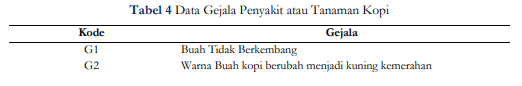 Tabel 4 Data Gejala Penyakit atau Tanaman Kopi
Kode Gejala
G1 Buah Tidak Berkembang
G2 Warna Buah kopi berubah menjadi kuning kemerahan